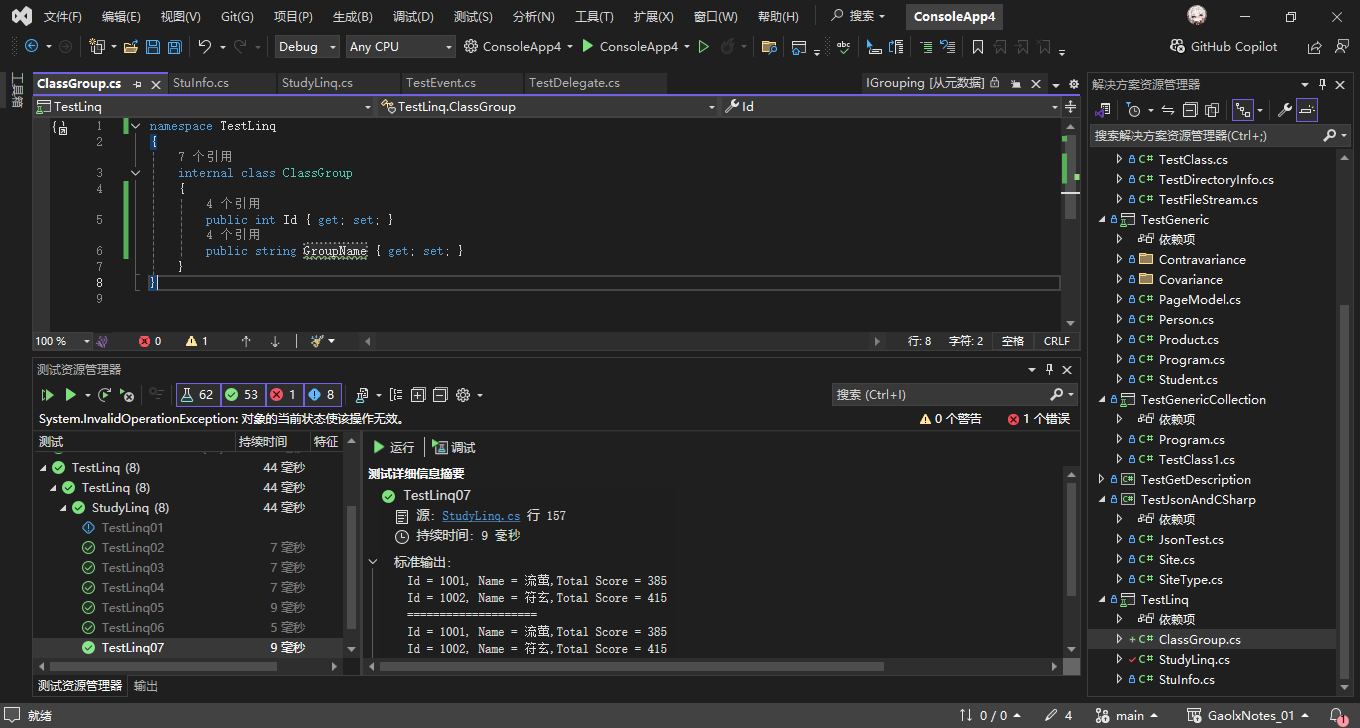 文件(F) 编辑(E) 视图(V) Git(G) 项目(P) 生成(B) 调试(D) 测试(S) 分析(N) 工具(T) 扩展(X) 窗口(W) 帮助(H) 搜索 ConsoleApp4
Debug Any CPU ConsoleApp4 ConsoleApp4 GitHub Copilot
工具箱
ClassGroup.cs StuInfo.cs StudyLinq.cs TestEvent.cs TestDelegate.cs IGrouping [从元数据]
TestLinq TestLinq.ClassGroup Id
1 namespace TestLinq
2 {
7 个引用
3 internal class ClassGroup
4 {
4 个引用
5 public int Id { get; set; }
4 个引用
6 public string GroupName { get; set; }
7 }
8 }
9
100 % 0 1 行: 8 字符: 2 空格 CRLF
测试资源管理器
62 53 1 8 搜索 (Ctrl+I)
System.InvalidOperationException: 对象的当前状态使该操作无效。 0 个警告 1 个错误
测试 持续时间 特征
TestLinq (8) 44 毫秒
TestLinq (8) 44 毫秒
StudyLinq (8) 44 毫秒
TestLinq01
TestLinq02 7 毫秒
TestLinq03 7 毫秒
TestLinq04 7 毫秒
TestLinq05 9 毫秒
TestLinq06 5 毫秒
TestLinq07 9 毫秒
运行 调试
测试详细信息摘要
TestLinq07
源: StudyLinq.cs 行 157
持续时间: 9 毫秒
标准输出:
Id = 1001, Name = 流萤,Total Score = 385
Id = 1002, Name = 符玄,Total Score = 415
====================
Id = 1001, Name = 流萤,Total Score = 385
Id = 1002, Name = 符玄,Total Score = 415
测试资源管理器 输出
解决方案资源管理器
搜索解决方案资源管理器(Ctrl+;)
C# TestClass.cs
C# TestDirectoryInfo.cs
C# TestFileStream.cs
TestGeneric
依赖项
Contravariance
Covariance
C# PageModel.cs
C# Person.cs
C# Product.cs
C# Program.cs
C# Student.cs
TestGenericCollection
依赖项
C# Program.cs
C# TestClass1.cs
C# TestGetDescription
C# TestJsonAndCSharp
依赖项
C# JsonTest.cs
C# Site.cs
C# SiteType.cs
TestLinq
依赖项
C# ClassGroup.cs
C# StudyLinq.cs
C# StuInfo.cs
就绪 0 / 0 4 main GaolxNotes_01 1